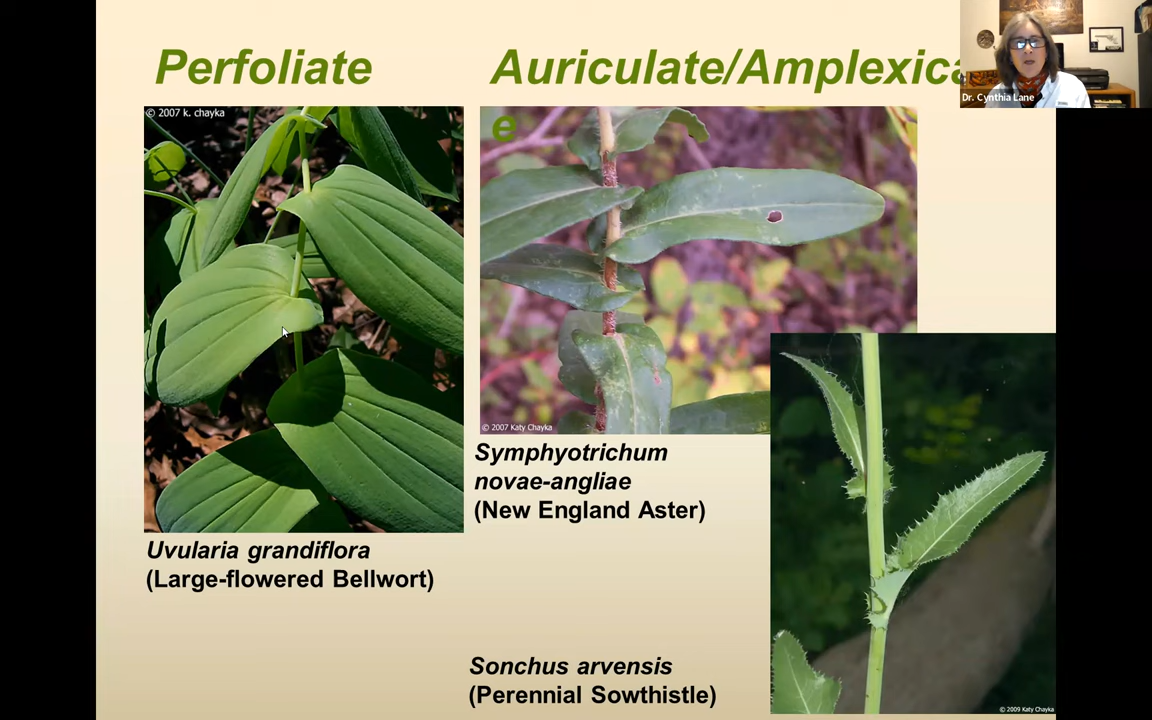 Perfoliate
Auriculate/Amplexica
e
© 2007 k. chayka
Dr. Cynthia Lane
© 2007 Katy Chayka
Symphyotrichum
novae-angliae
(New England Aster)
Uvularia grandiflora
(Large-flowered Bellwort)
Sonchus arvensis
(Perennial Sowthistle)
© 2009 Katy Chayka